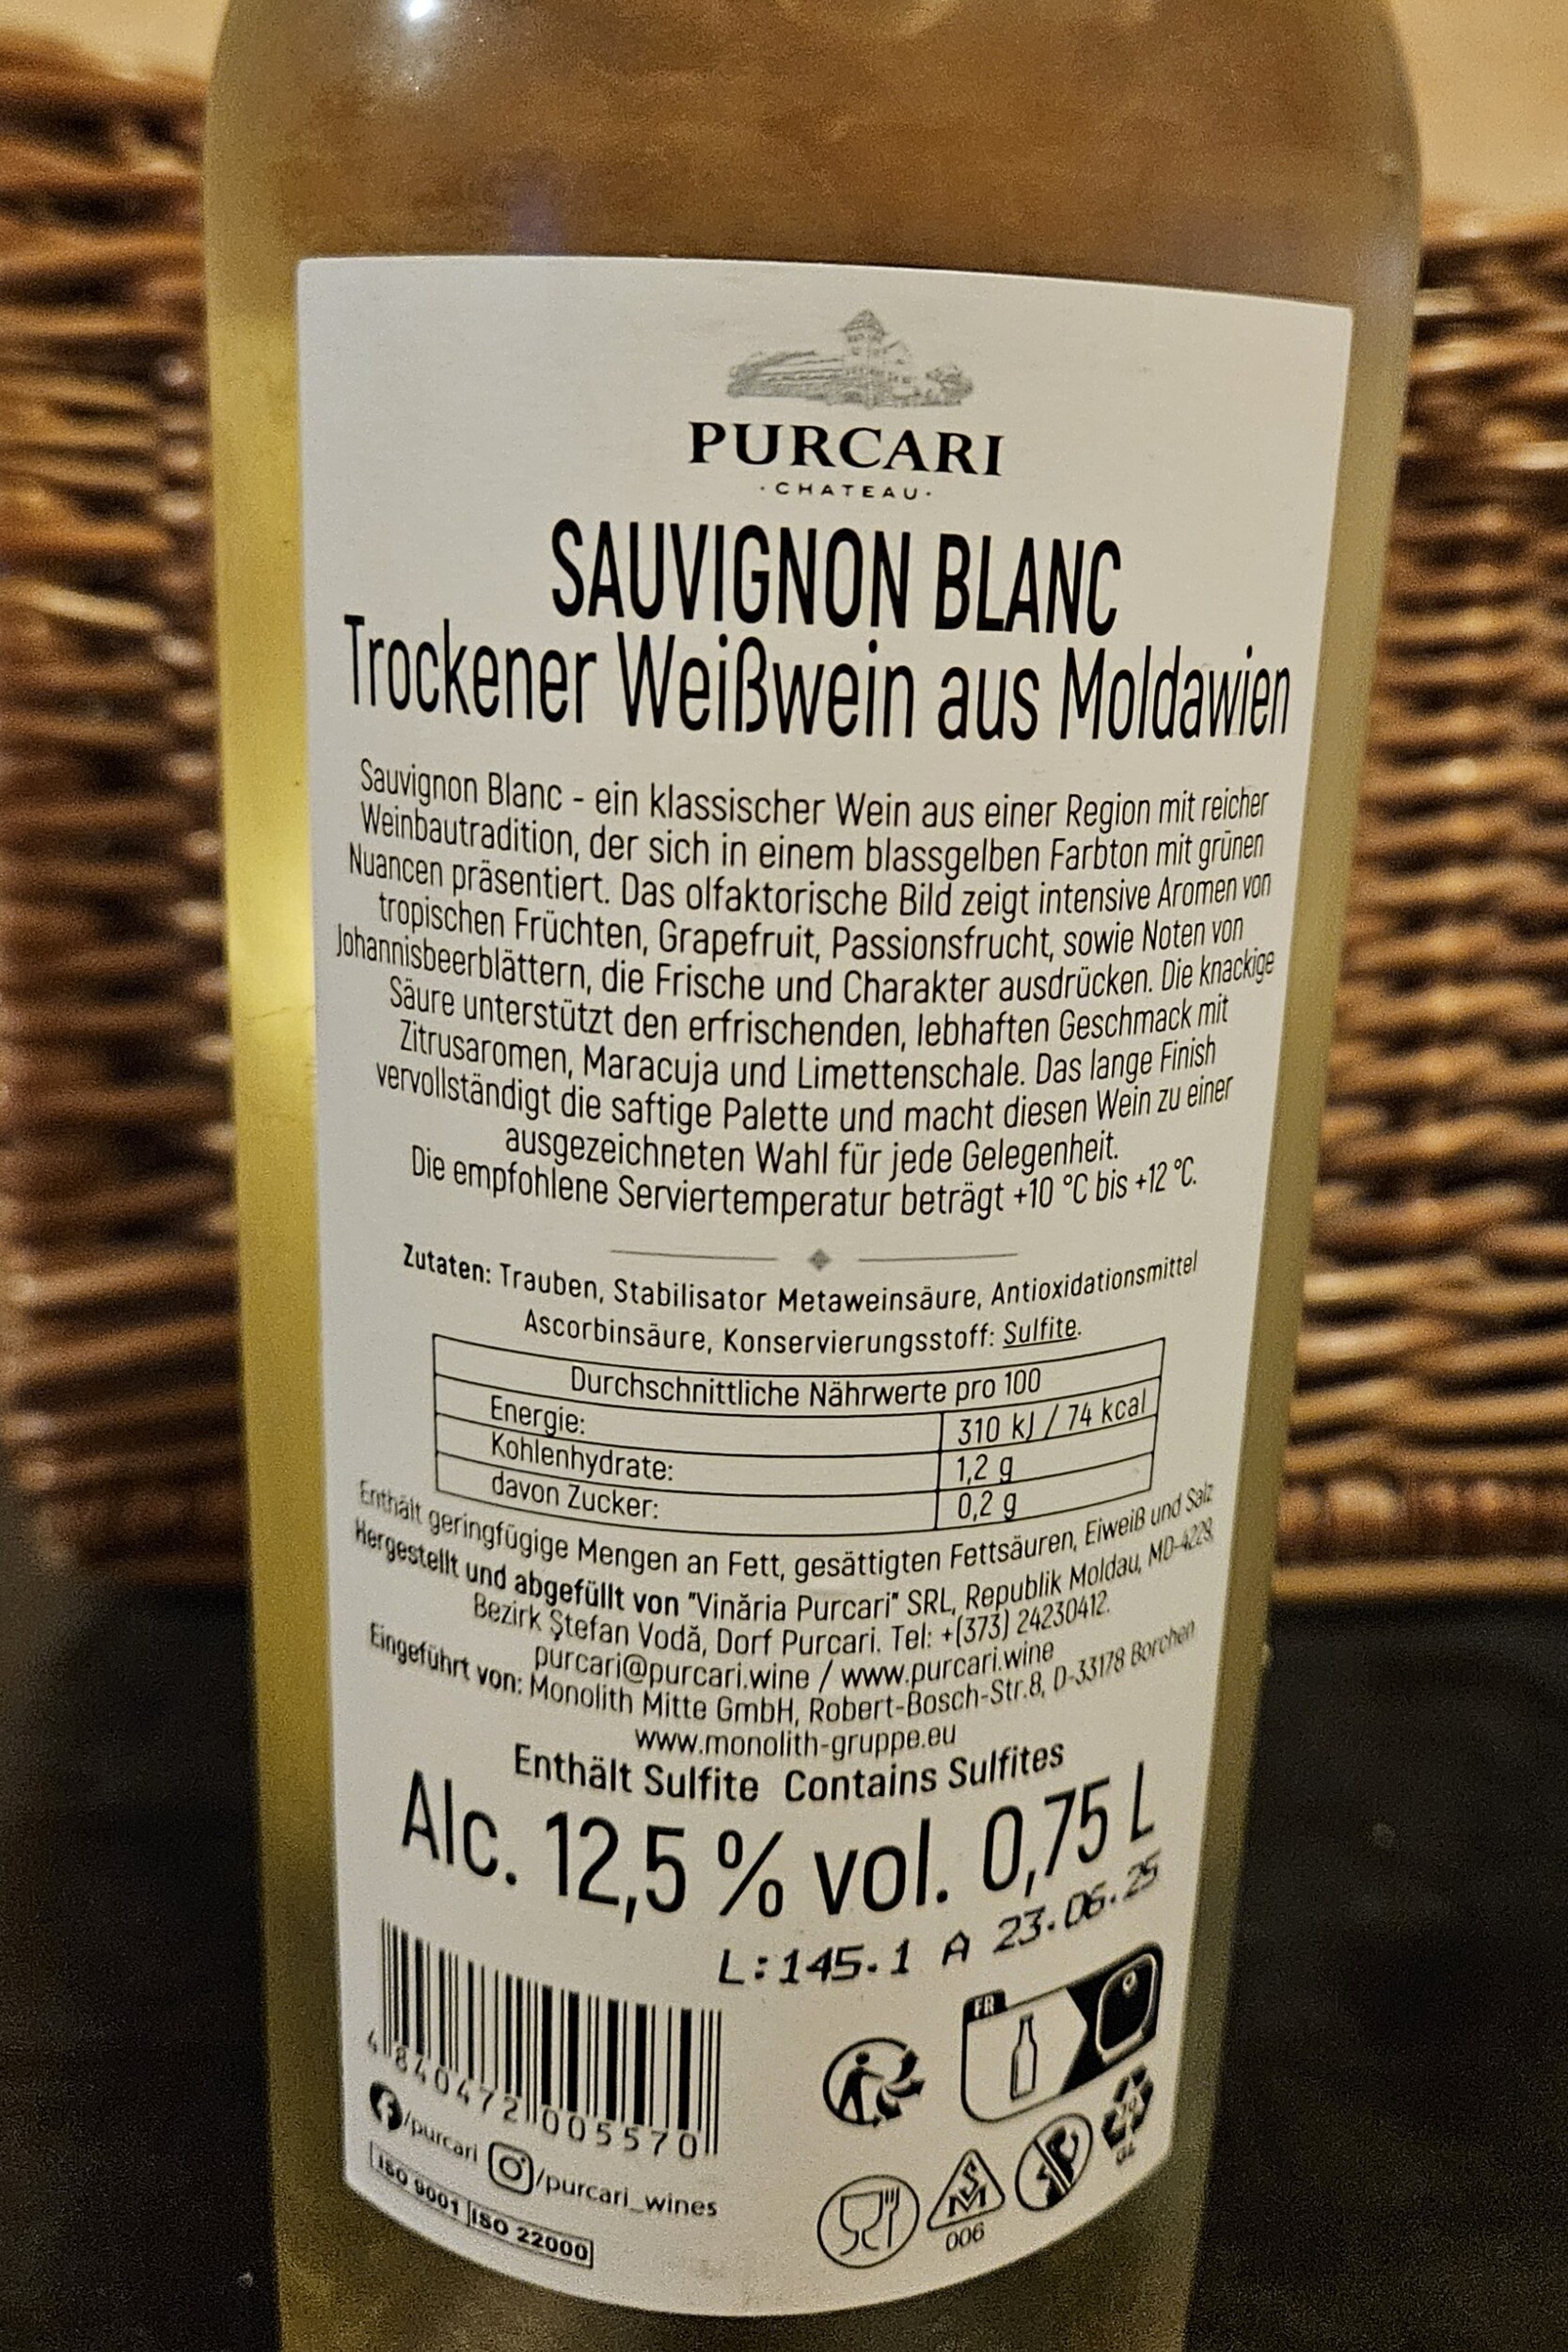 PURCARI
·CHATEAU·
SAUVIGNON BLANC
Trockener Weißwein aus Moldawien
Sauvignon Blanc - ein klassischer Wein aus einer Region mit reicher
Weinbautradition, der sich in einem blassgelben Farbton mit grünen
Nuancen präsentiert. Das olfaktorische Bild zeigt intensive Aromen von
tropischen Früchten, Grapefruit, Passionsfrucht, sowie Noten von
Johannisbeerblättern, die Frische und Charakter ausdrücken. Die knackige
Säure unterstützt den erfrischenden, lebhaften Geschmack mit
Zitrusaromen, Maracuja und Limettenschale. Das lange Finish
vervollständigt die saftige Palette und macht diesen Wein zu einer
ausgezeichneten Wahl für jede Gelegenheit.
Die empfohlene Serviertemperatur beträgt +10 °C bis +12 °C.
Zutaten: Trauben, Stabilisator Metaweinsäure, Antioxidationsmittel
Ascorbinsäure, Konservierungsstoff: Sulfite.
Durchschnittliche Nährwerte pro 100
Energie: 310 kJ / 74 kcal
Kohlenhydrate: 1,2 g
davon Zucker: 0,2 g
Enthält geringfügige Mengen an Fett, gesättigten Fettsäuren, Eiweiß und Salz
Hergestellt und abgefüllt von "Vinăria Purcari" SRL, Republik Moldau, MD-4229,
Bezirk Ştefan Vodă, Dorf Purcari. Tel: +(373) 24230412.
purcari@purcari.wine / www.purcari.wine
Eingeführt von: Monolith Mitte GmbH, Robert-Bosch-Str.8, D-33178 Borchen
www.monolith-gruppe.eu
Enthält Sulfite Contains Sulfites
Alc. 12,5 % vol. 0,75 L
L:145.1 A 23.06.25
FR
4 840472 005570
/purcari /purcari_wines
ISO 9001 ISO 22000
SM
006